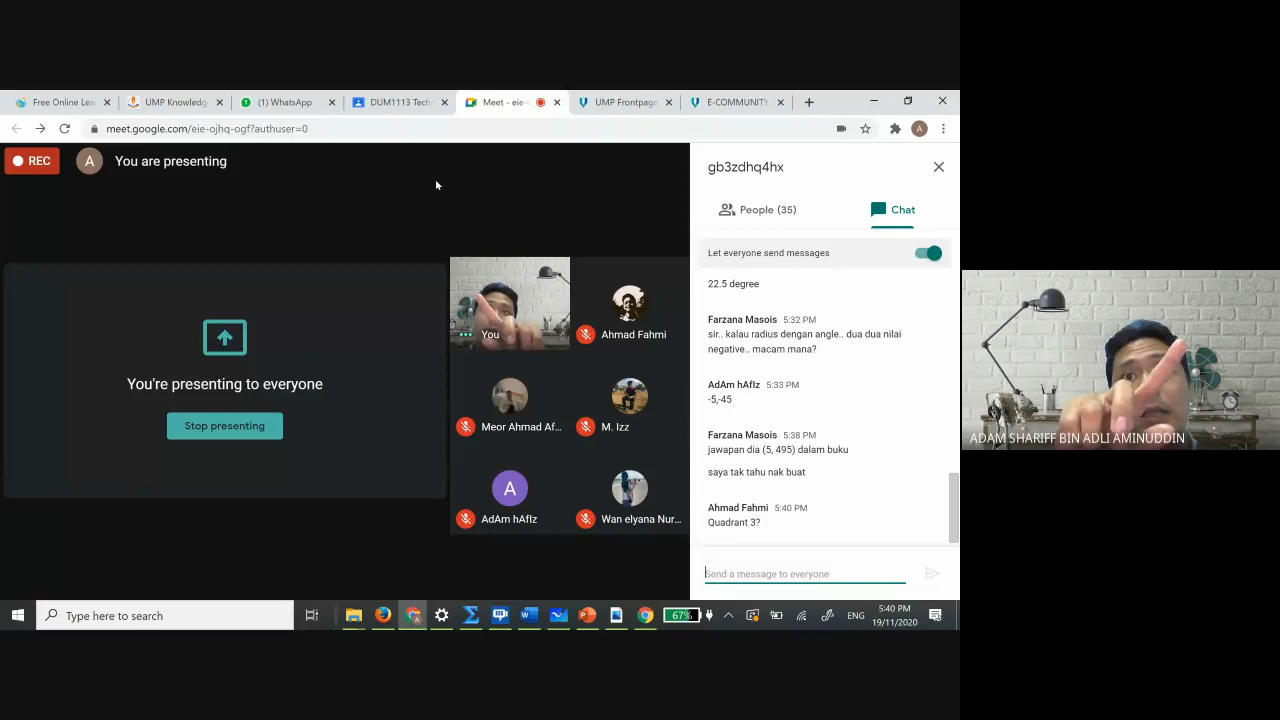 Free Online Lea
UMP Knowledge
(1) WhatsApp
DUM1113 Techn
Meet - eie-
UMP Frontpage
E-COMMUNITY
meet.google.com/eie-ojhq-ogf?authuser=0
A
REC
A
You are presenting
gb3zdhq4hx
People (35)
Chat
Let everyone send messages
22.5 degree
Farzana Masois 5:32 PM
sir.. kalau radius dengan angle.. dua dua nilai
negative.. macam mana?
AdAm hAfIz 5:33 PM
-5,-45
Farzana Masois 5:38 PM
jawapan dia (5, 495) dalam buku
saya tak tahu nak buat
Ahmad Fahmi 5:40 PM
Quadrant 3?
Send a message to everyone
You're presenting to everyone
Stop presenting
You
Ahmad Fahmi
Meor Ahmad Af...
M. Izz
A
AdAm hAfIz
Wan elyana Nur...
ADAM SHARIFF BIN ADLI AMINUDDIN
Type here to search
67%
ENG
5:40 PM
19/11/2020